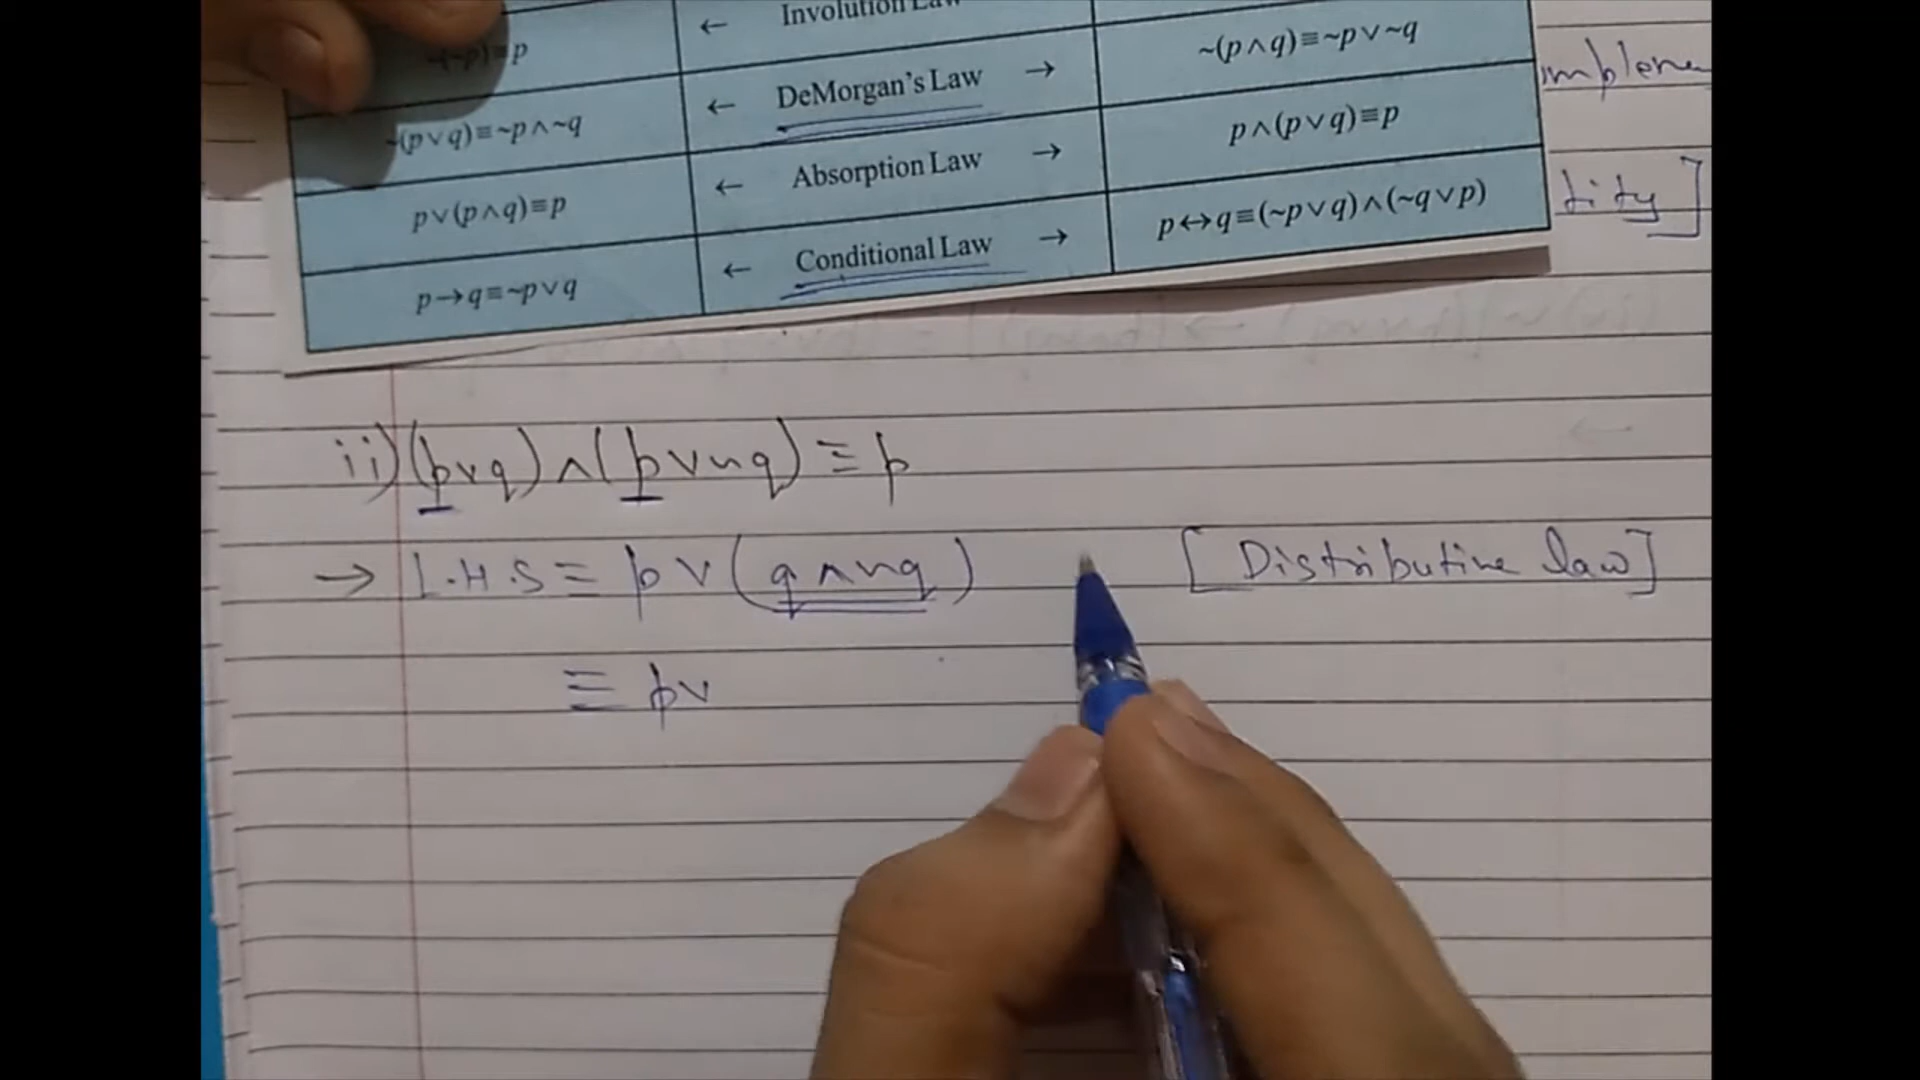 Involution Law
~(~p)≡p
← DeMorgan's Law → ~(p∧q)≡~p∨~q
~(p∨q)≡~p∧~q
← Absorption Law → p∧(p∨q)≡p
p∨(p∧q)≡p
← Conditional Law → p↔q≡(~p∨q)∧(~q∨p)
p→q≡~p∨q
ii) (p∨q)∧(p∨~q)≡p
→ L.H.S ≡ p∨(q∧~q) [Distributive law]
≡ p∨